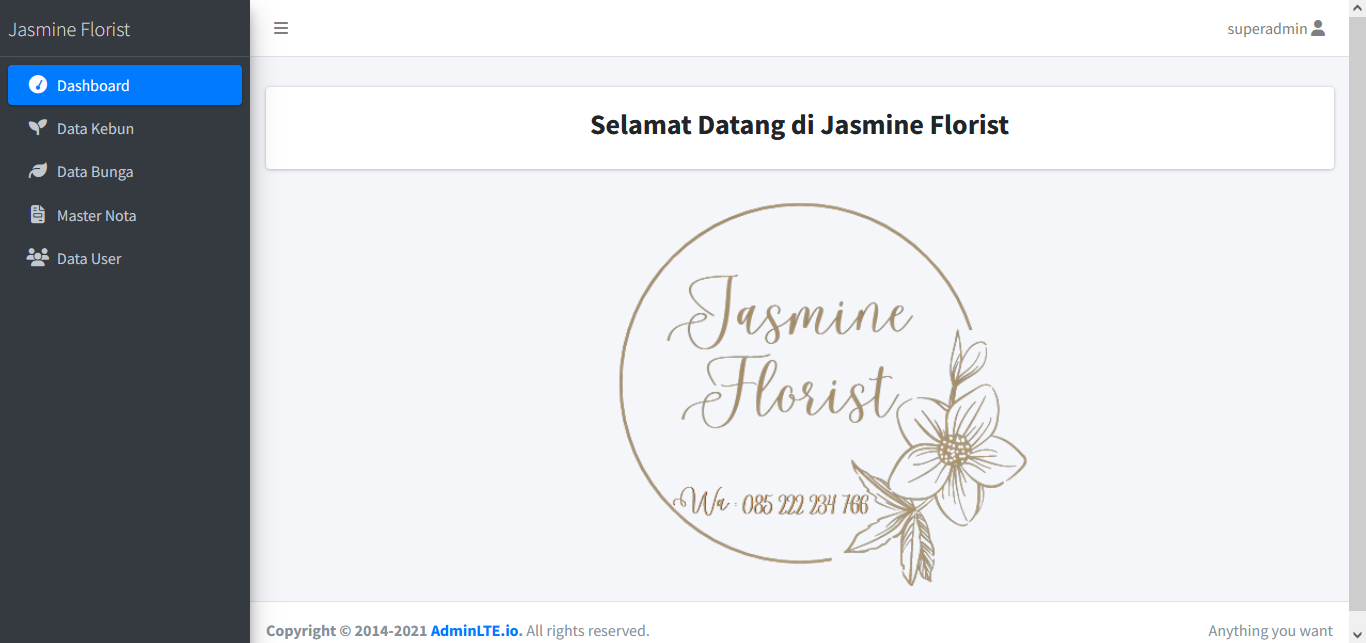 Jasmine Florist
superadmin
Dashboard
Data Kebun
Data Bunga
Master Nota
Data User
Selamat Datang di Jasmine Florist
Jasmine
Florist
Wa : 085 222 234 766
Copyright © 2014-2021 AdminLTE.io. All rights reserved.
Anything you want